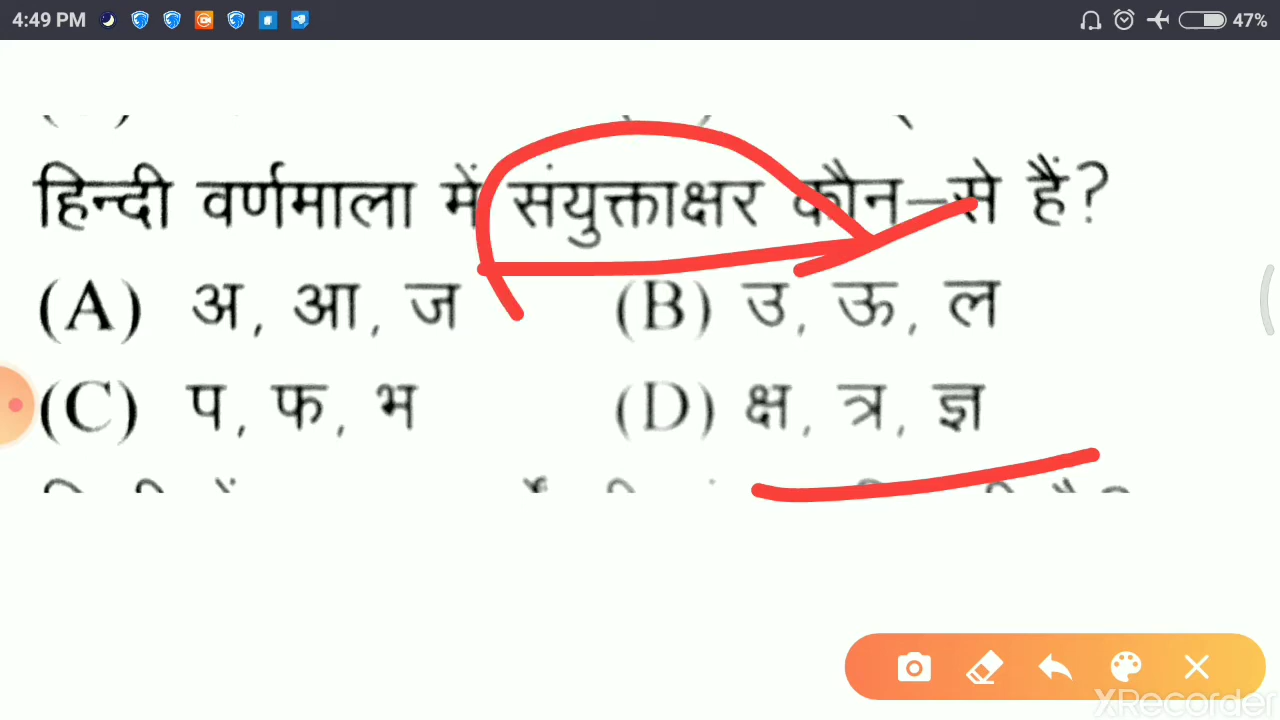 4:49 PM 47%
हिन्दी वर्णमाला में संयुक्ताक्षर कौन–से हैं?
(A) अ, आ, ज (B) उ, ऊ, ल
(C) प, फ, भ (D) क्ष, त्र, ज्ञ
XRecorder